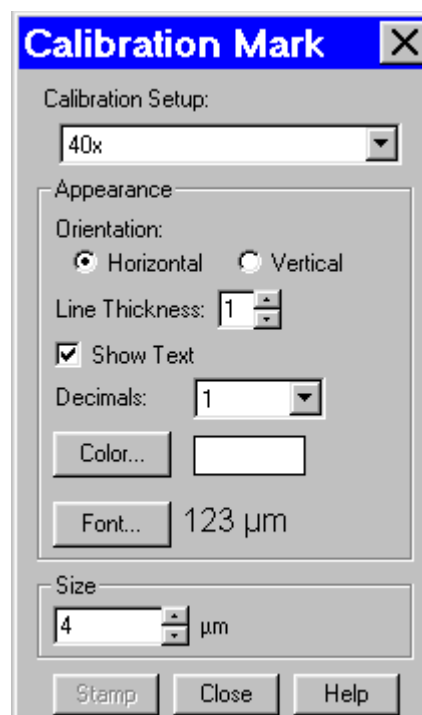 Calibration Mark
Calibration Setup:
40x
Appearance
Orientation:
Horizontal Vertical
Line Thickness: 1
Show Text
Decimals: 1
Color...
Font... 123 µm
Size
4 µm
Stamp Close Help